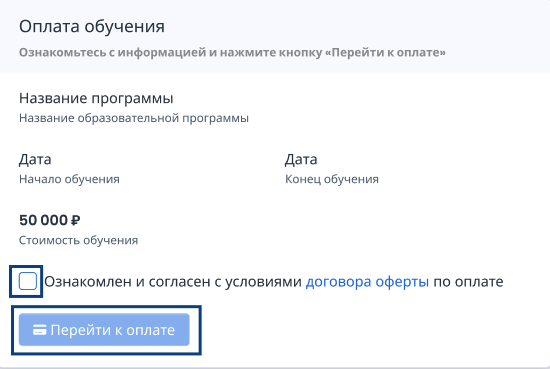 Оплата обучения
Ознакомьтесь с информацией и нажмите кнопку «Перейти к оплате»
Название программы
Название образовательной программы
Дата
Начало обучения
Дата
Конец обучения
50 000 ₽
Стоимость обучения
Ознакомлен и согласен с условиями договора оферты по оплате
Перейти к оплате